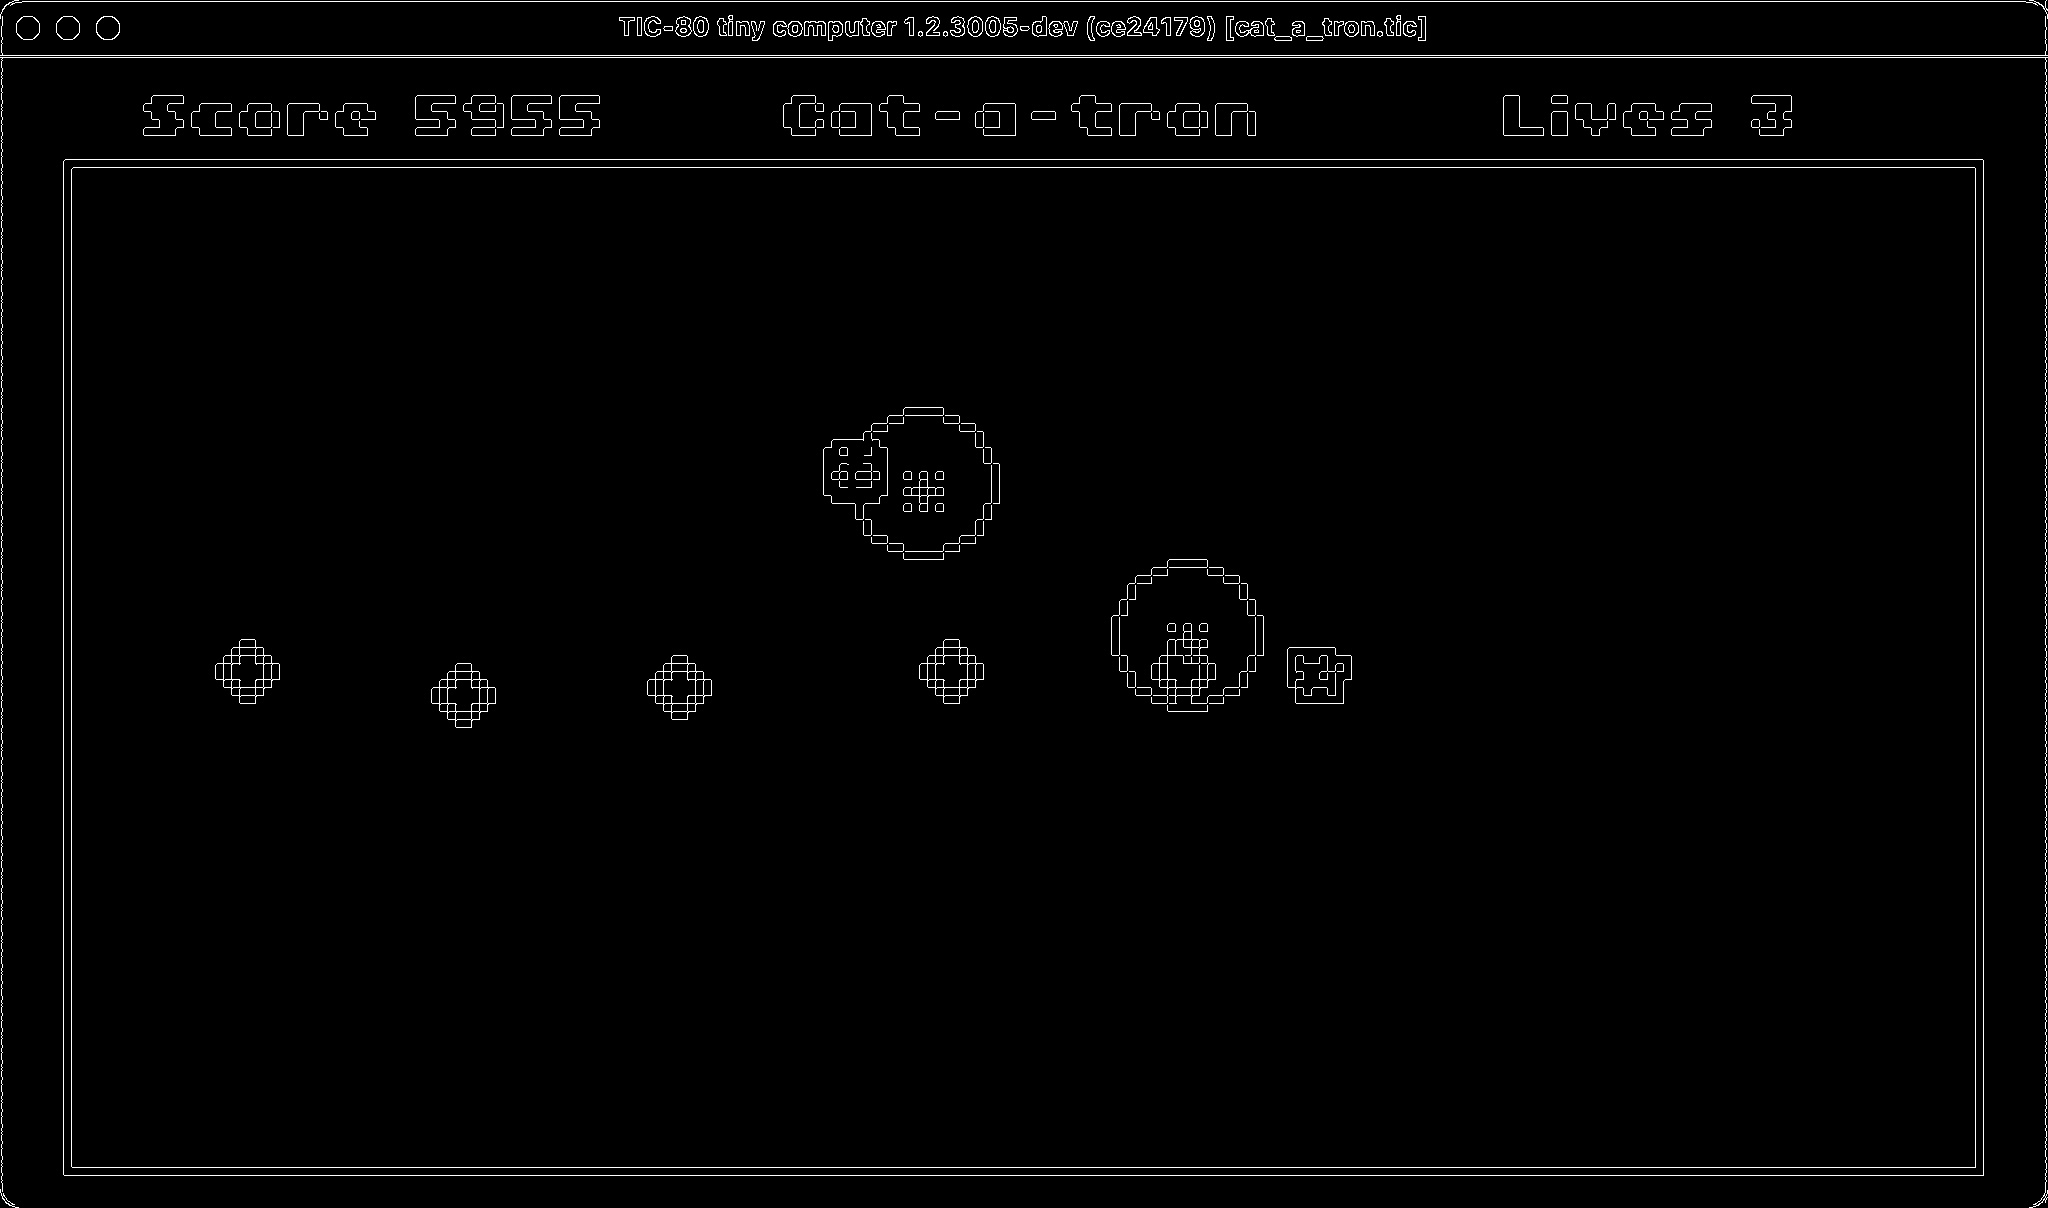 TIC-80 tiny computer 1.2.3005-dev (ce24179) [cat_a_tron.tic]
Score 5955 Cat-a-tron Lives 3